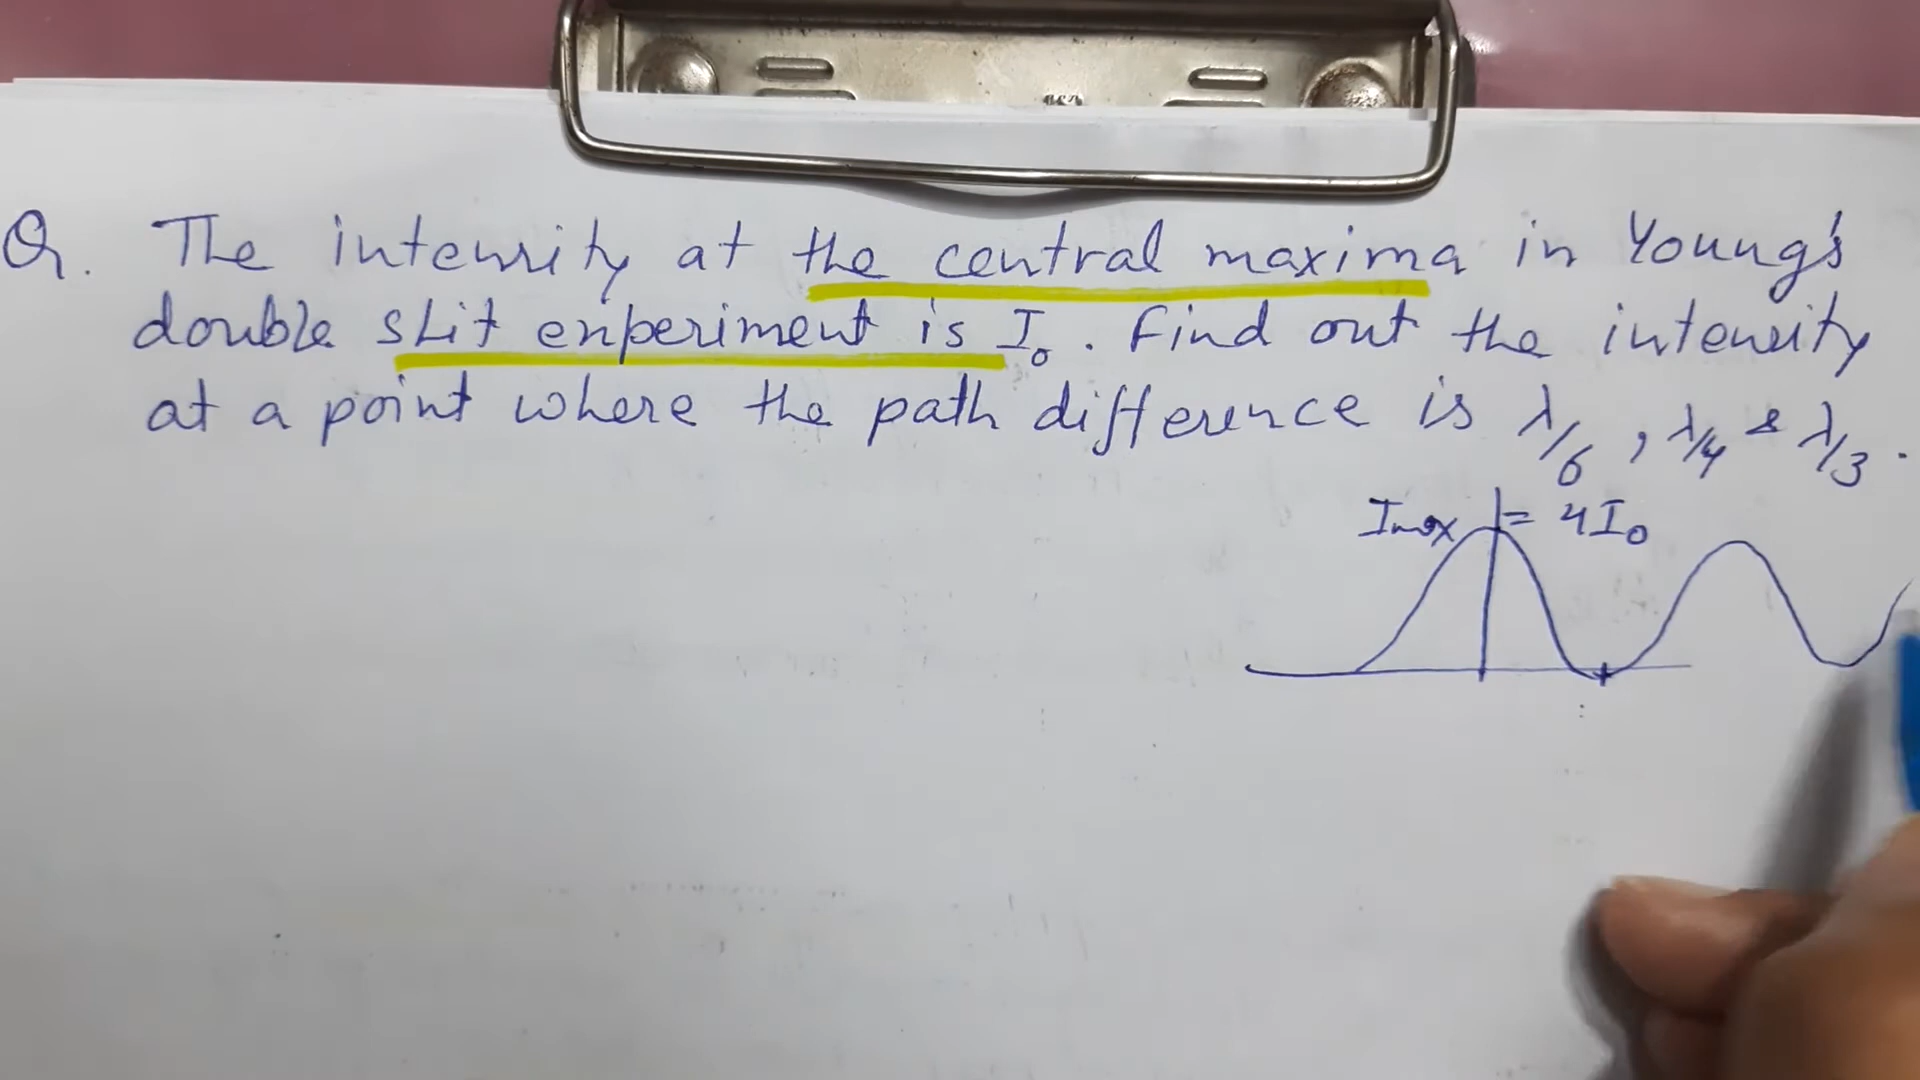 Q. The intensity at the central maxima in Young's
double slit enperiment is I₀. Find out the intensity
at a point where the path difference is λ/6, λ/4 & λ/3.
Imax = 4I₀